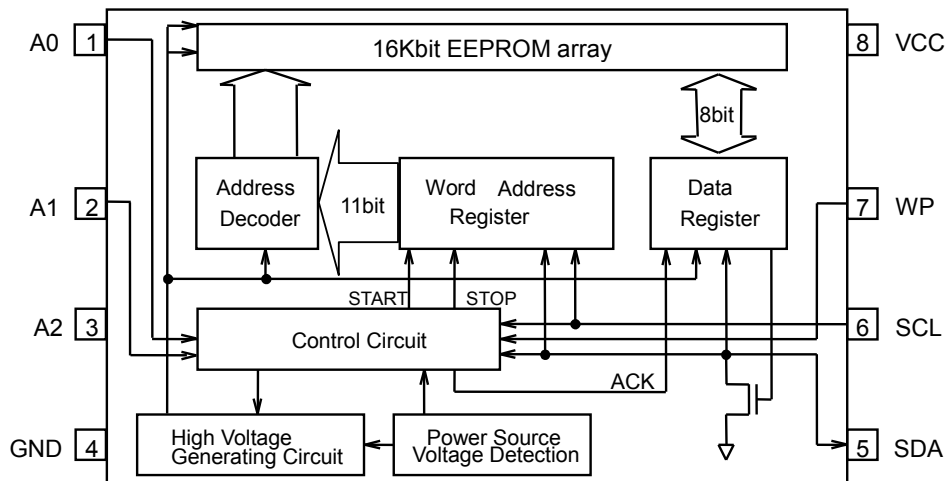 A0 1
16Kbit EEPROM array
8 VCC
8bit
A1 2
Address
Decoder
11bit
Word Address
Register
Data
Register
7 WP
START
STOP
A2 3
Control Circuit
6 SCL
ACK
GND 4
High Voltage
Generating Circuit
Power Source
Voltage Detection
5 SDA